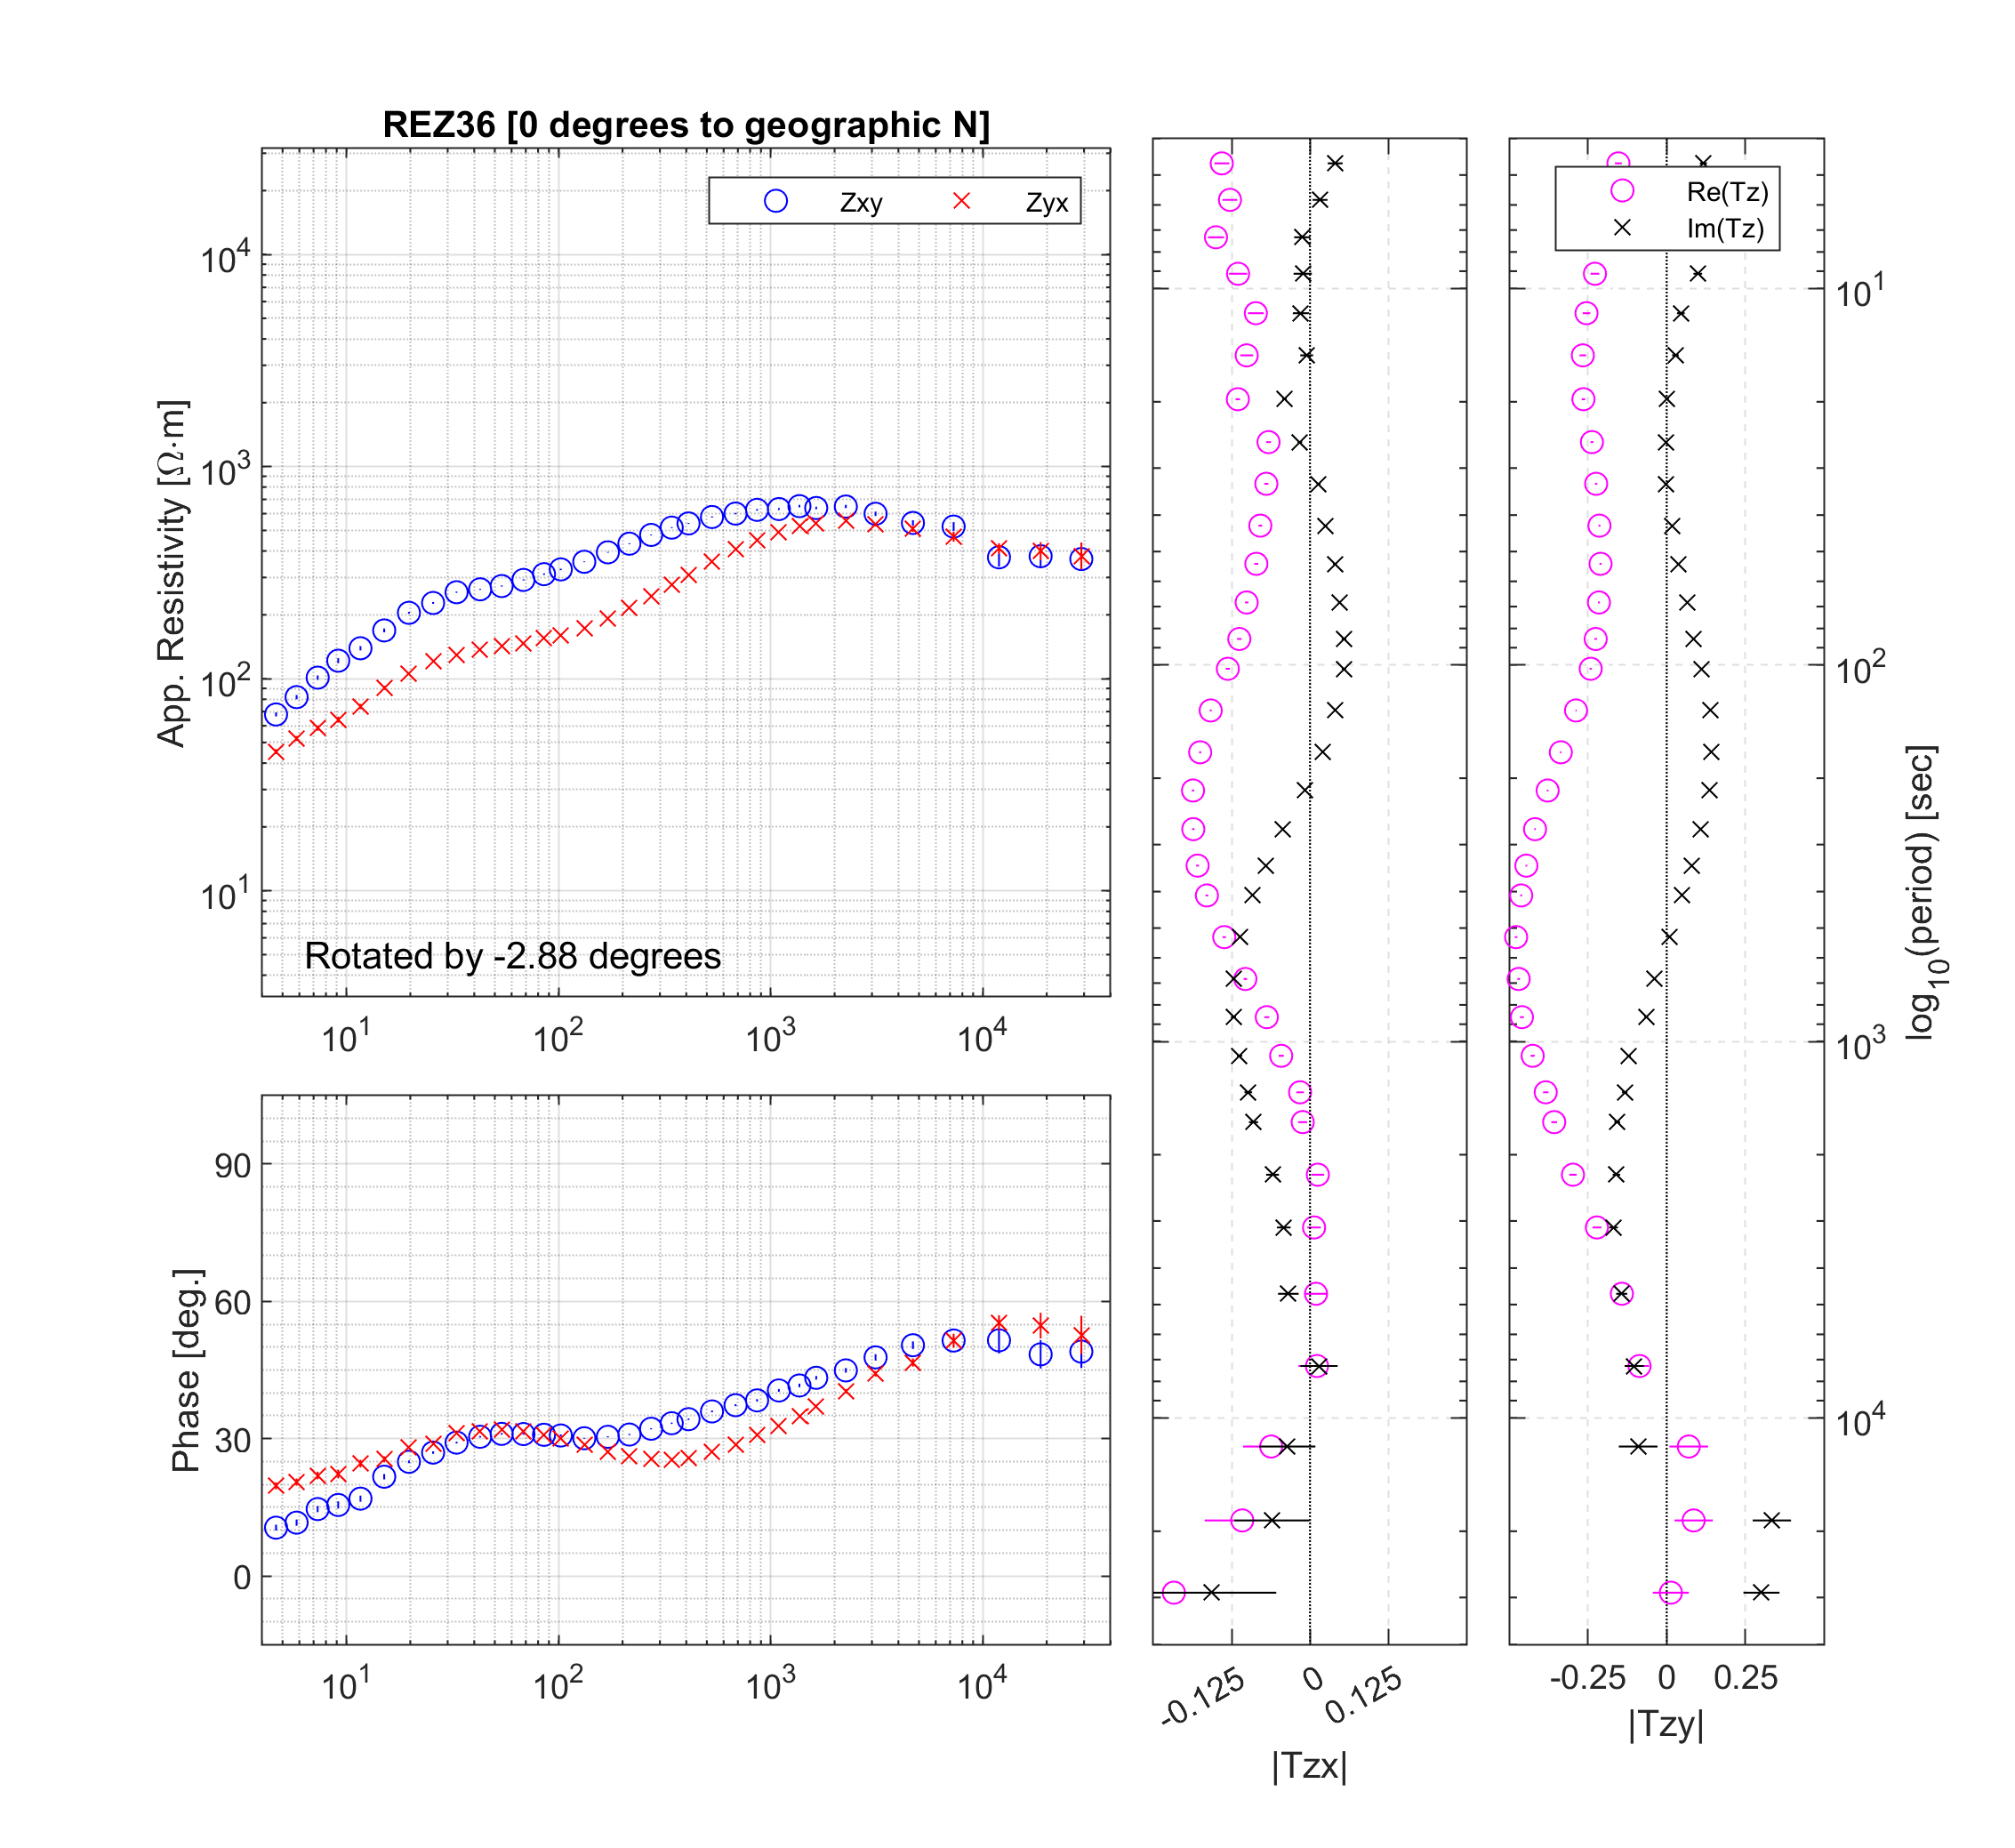 REZ36 [0 degrees to geographic N]
Zxy Zyx
App. Resistivity [Ω·m]
10^4
10^3
10^2
10^1
Rotated by -2.88 degrees
10^1 10^2 10^3 10^4
Phase [deg.]
90
60
30
0
10^1 10^2 10^3 10^4
-0.125 0 0.125
|Tzx|
Re(Tz)
Im(Tz)
10^1
10^2
10^3
10^4
log_10(period) [sec]
-0.25 0 0.25
|Tzy|